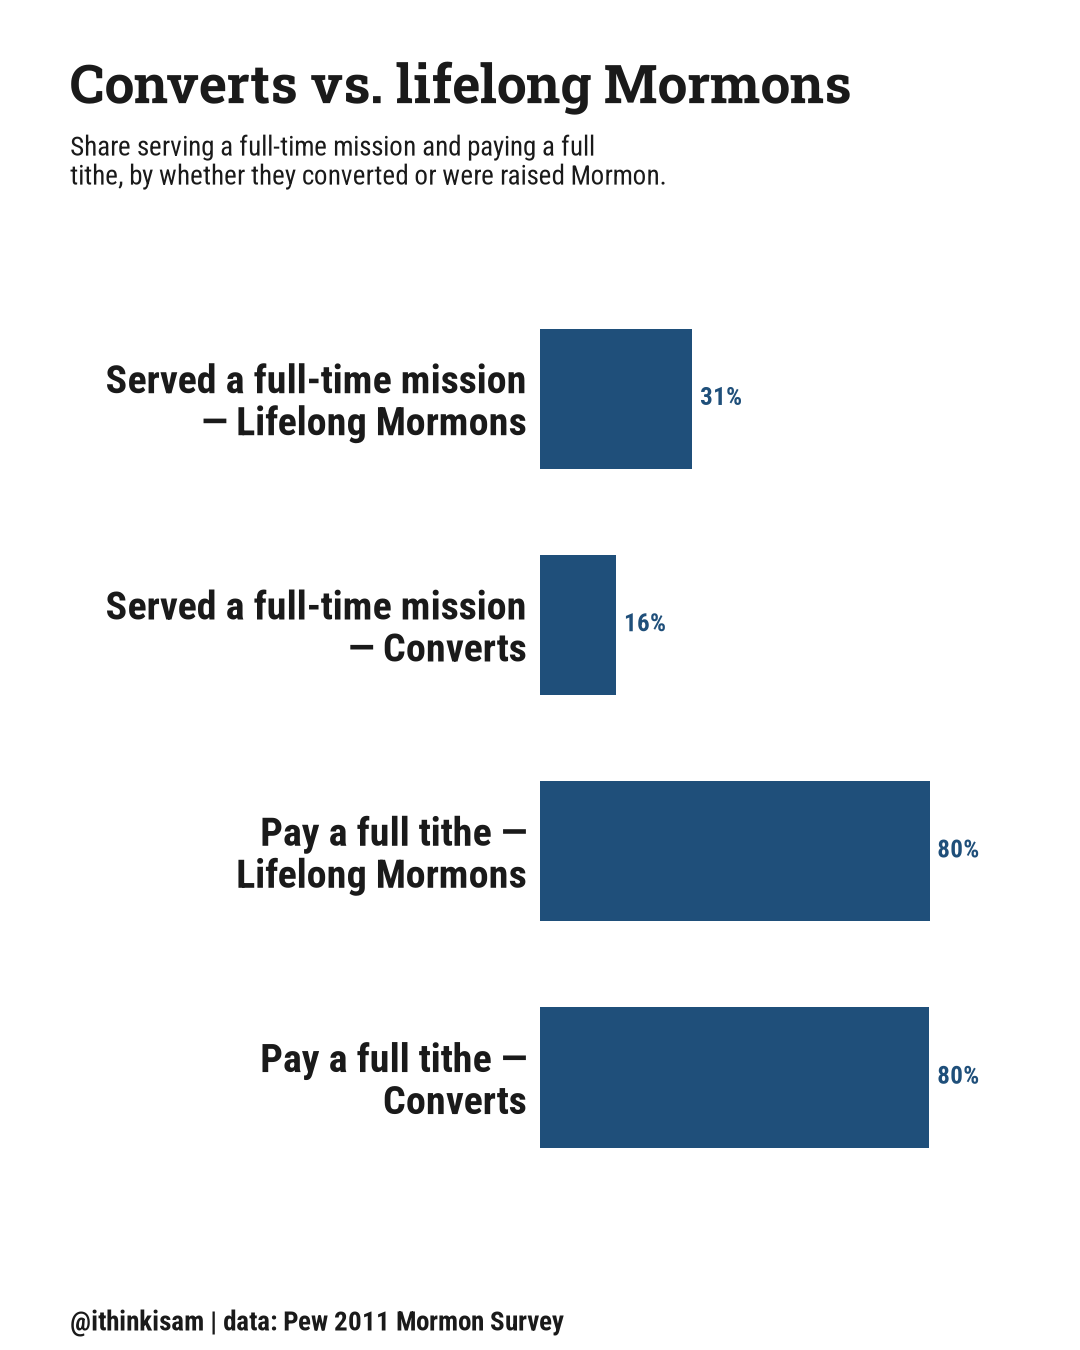 Converts vs. lifelong Mormons
Share serving a full-time mission and paying a full
tithe, by whether they converted or were raised Mormon.
Served a full-time mission
— Lifelong Mormons
31%
Served a full-time mission
— Converts
16%
Pay a full tithe —
Lifelong Mormons
80%
Pay a full tithe —
Converts
80%
@ithinkisam | data: Pew 2011 Mormon Survey